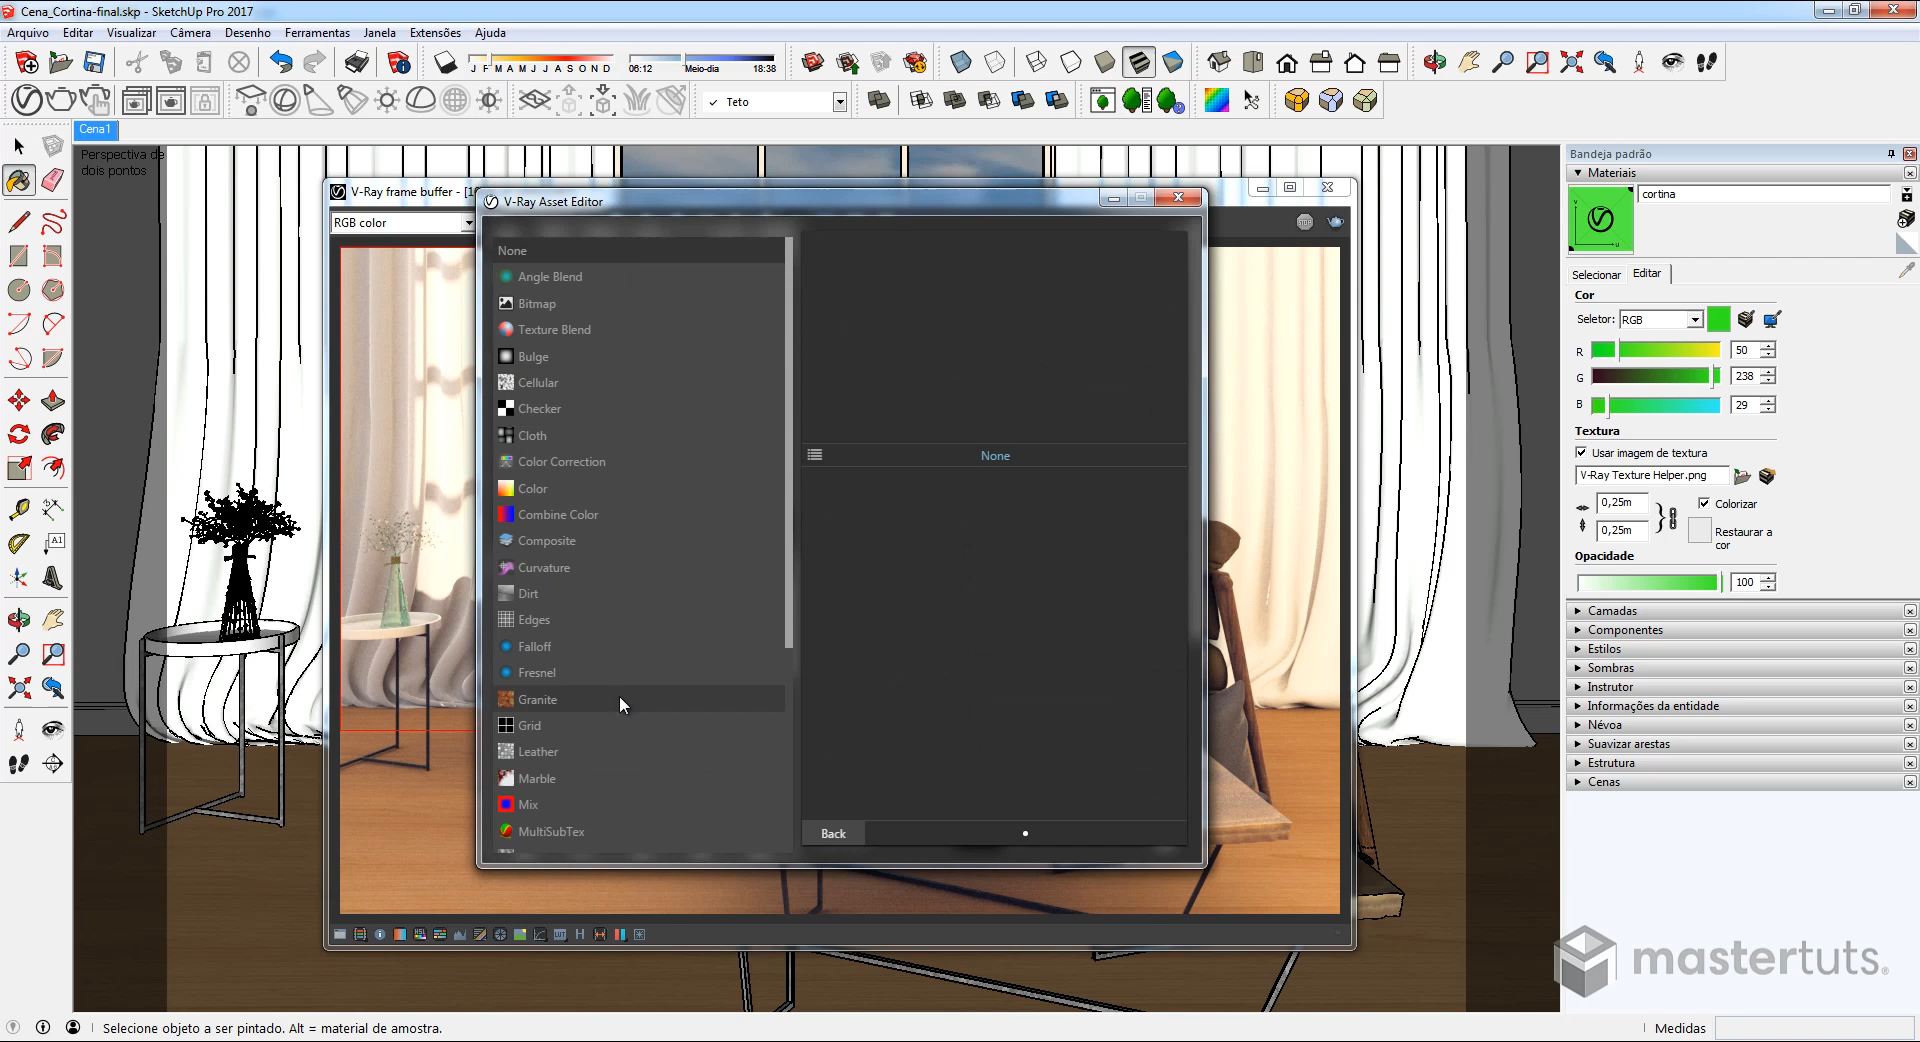 Cena_Cortina-final.skp - SketchUp Pro 2017
Arquivo Editar Visualizar Câmera Desenho Ferramentas Janela Extensões Ajuda
J F M A M J J A S O N D
06:12 Meio-dia 18:38
Teto
Cena1
Perspectiva de
dois pontos
V-Ray frame buffer - [10
RGB color
STOP
V-Ray Asset Editor
None
Angle Blend
Bitmap
Texture Blend
Bulge
Cellular
Checker
Cloth
Color Correction
Color
Combine Color
Composite
Curvature
Dirt
Edges
Falloff
Fresnel
Granite
Grid
Leather
Marble
Mix
MultiSubTex
None
Back
A1
HSL
LUT
H
Bandeja padrão
Materiais
cortina
Selecionar Editar
Cor
Seletor: RGB
R 50
G 238
B 29
Textura
Usar imagem de textura
V-Ray Texture Helper.png
0,25m
0,25m
Colorizar
Restaurar a
cor
Opacidade
100
Camadas
Componentes
Estilos
Sombras
Instrutor
Informações da entidade
Névoa
Suavizar arestas
Estrutura
Cenas
mastertuts.®
Selecione objeto a ser pintado. Alt = material de amostra.
Medidas